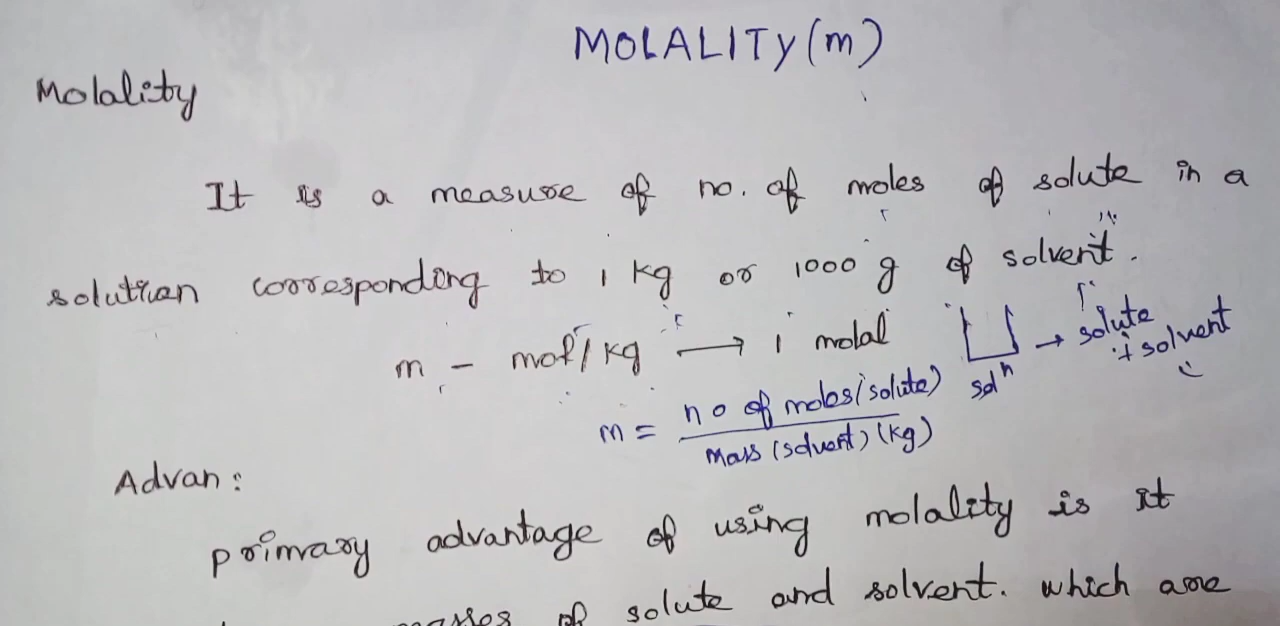 MOLALITY (m)
Molality
It is a measure of no. of moles of solute in a
solution corresponding to 1 kg or 1000 g of solvent.
m - mol/kg → 1 molal
solⁿ → solute
+ solvent
m = no of moles (solute)
mass (solvent) (kg)
Advan:
primary advantage of using molality is it
masses of solute and solvent. which are